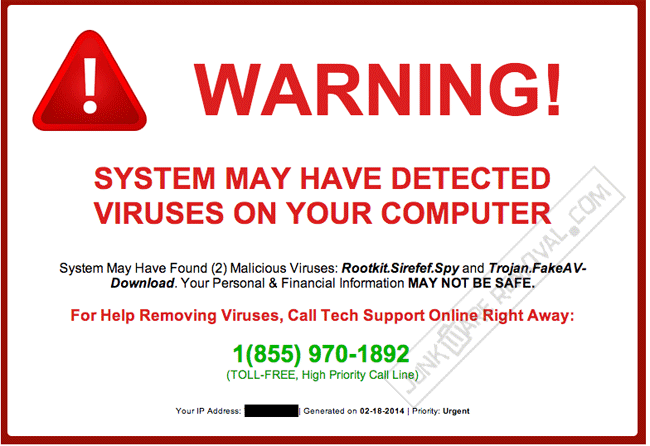 WARNING!
SYSTEM MAY HAVE DETECTED
VIRUSES ON YOUR COMPUTER
System May Have Found (2) Malicious Viruses: Rootkit.Sirefef.Spy and Trojan.FakeAV-
Download. Your Personal & Financial Information MAY NOT BE SAFE.
For Help Removing Viruses, Call Tech Support Online Right Away:
1(855) 970-1892
(TOLL-FREE, High Priority Call Line)
Your IP Address: | Generated on 02-18-2014 | Priority: Urgent
JUNKWARE REMOVAL.COM